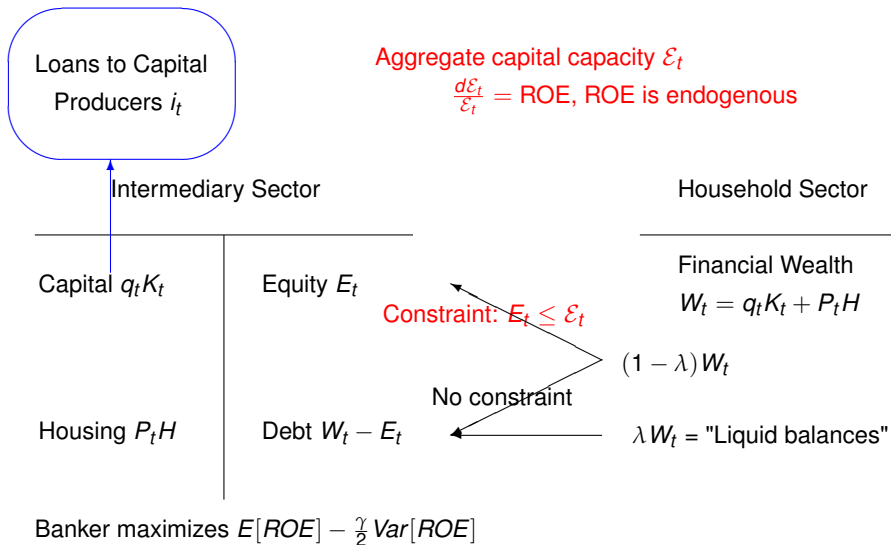 Loans to Capital
Producers i_t
Aggregate capital capacity ℰ_t
dℰ_t/ℰ_t = ROE, ROE is endogenous
Intermediary Sector
Household Sector
Capital q_tK_t
Equity E_t
Financial Wealth
W_t = q_tK_t + P_tH
Constraint: E_t ≤ ℰ_t
(1 − λ)W_t
No constraint
Housing P_tH
Debt W_t − E_t
λW_t = "Liquid balances"
Banker maximizes E[ROE] − γ/2 Var[ROE]